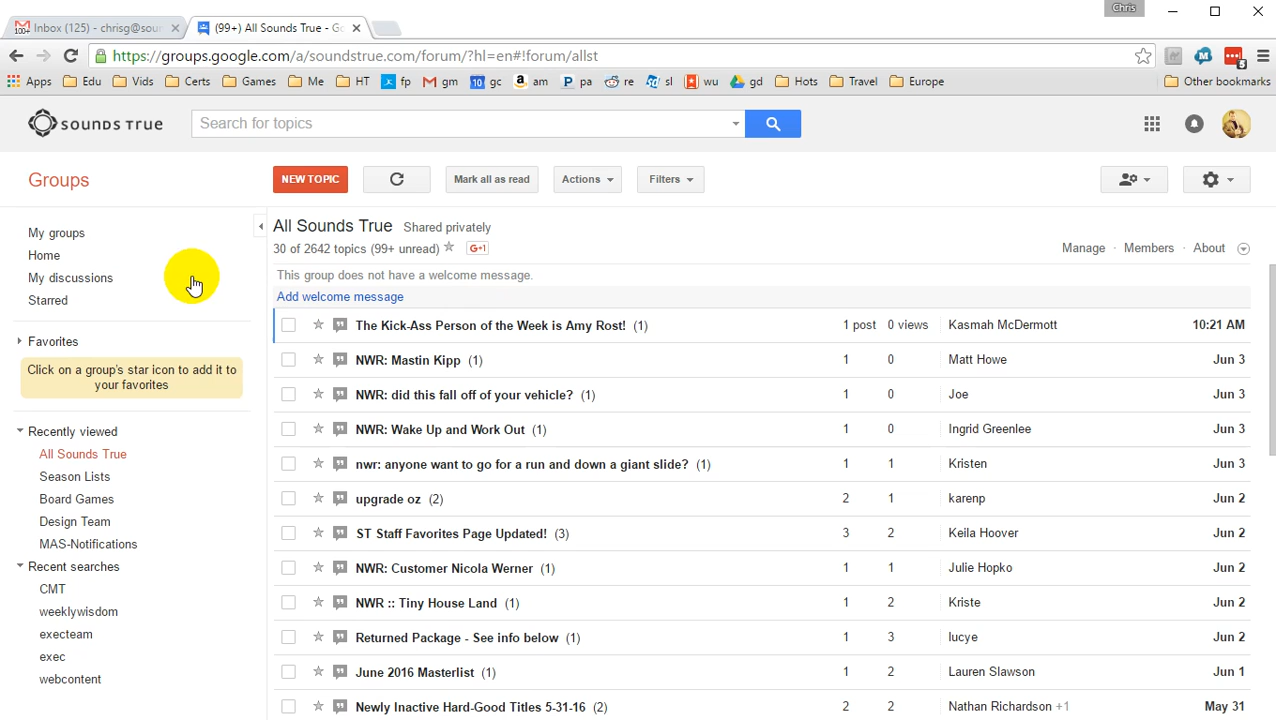 Chris
Inbox (125) - chrisg@soun
(99+) All Sounds True - Go
https://groups.google.com/a/soundstrue.com/forum/?hl=en#!forum/allst
Apps Edu Vids Certs Games Me HT fp gm gc am pa re sl wu gd Hots Travel Europe Other bookmarks
sounds true
Search for topics
Groups
NEW TOPIC
Mark all as read
Actions
Filters
My groups
Home
My discussions
Starred
Favorites
Click on a group's star icon to add it to
your favorites
Recently viewed
All Sounds True
Season Lists
Board Games
Design Team
MAS-Notifications
Recent searches
CMT
weeklywisdom
execteam
exec
webcontent
All Sounds True Shared privately
30 of 2642 topics (99+ unread) G+1
Manage · Members · About
This group does not have a welcome message.
Add welcome message
The Kick-Ass Person of the Week is Amy Rost! (1) 1 post 0 views Kasmah McDermott 10:21 AM
NWR: Mastin Kipp (1) 1 0 Matt Howe Jun 3
NWR: did this fall off of your vehicle? (1) 1 0 Joe Jun 3
NWR: Wake Up and Work Out (1) 1 0 Ingrid Greenlee Jun 3
nwr: anyone want to go for a run and down a giant slide? (1) 1 1 Kristen Jun 3
upgrade oz (2) 2 1 karenp Jun 2
ST Staff Favorites Page Updated! (3) 3 2 Keila Hoover Jun 2
NWR: Customer Nicola Werner (1) 1 1 Julie Hopko Jun 2
NWR :: Tiny House Land (1) 1 2 Kriste Jun 2
Returned Package - See info below (1) 1 3 lucye Jun 2
June 2016 Masterlist (1) 1 2 Lauren Slawson Jun 1
Newly Inactive Hard-Good Titles 5-31-16 (2) 2 2 Nathan Richardson +1 May 31